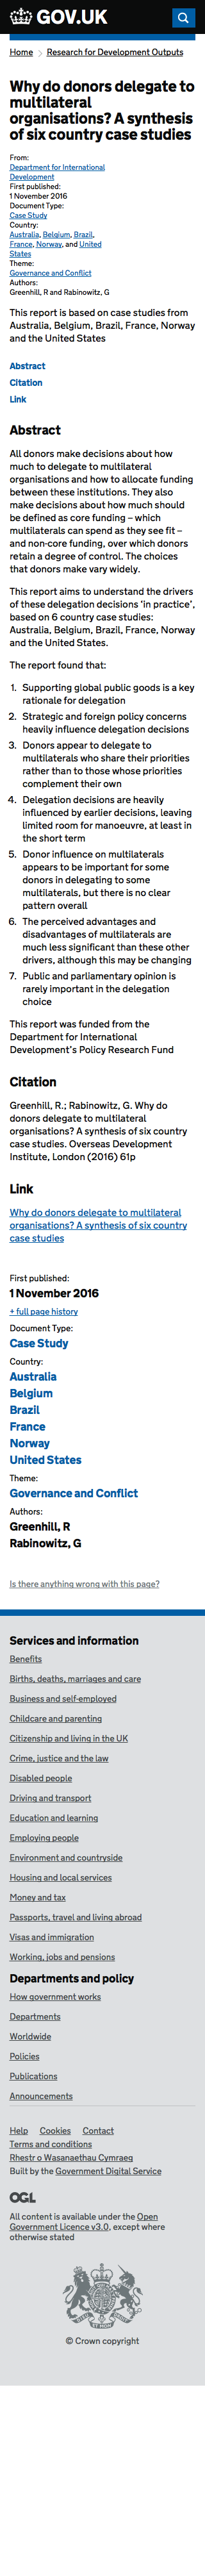 GOV.UK
Home
Research for Development Outputs
Why do donors delegate to
multilateral
organisations? A synthesis
of six country case studies
From:
Department for International
Development
First published:
1 November 2016
Document Type:
Case Study
Country:
Australia, Belgium, Brazil,
France, Norway, and United
States
Theme:
Governance and Conflict
Authors:
Greenhill, R and Rabinowitz, G
This report is based on case studies from
Australia, Belgium, Brazil, France, Norway
and the United States
Abstract
Citation
Link
Abstract
All donors make decisions about how
much to delegate to multilateral
organisations and how to allocate funding
between these institutions. They also
make decisions about how much should
be defined as core funding – which
multilaterals can spend as they see fit –
and non-core funding, over which donors
retain a degree of control. The choices
that donors make vary widely.
This report aims to understand the drivers
of these delegation decisions ‘in practice’,
based on 6 country case studies:
Australia, Belgium, Brazil, France, Norway
and the United States.
The report found that:
1. Supporting global public goods is a key
rationale for delegation
2. Strategic and foreign policy concerns
heavily influence delegation decisions
3. Donors appear to delegate to
multilaterals who share their priorities
rather than to those whose priorities
complement their own
4. Delegation decisions are heavily
influenced by earlier decisions, leaving
limited room for manoeuvre, at least in
the short term
5. Donor influence on multilaterals
appears to be important for some
donors in delegating to some
multilaterals, but there is no clear
pattern overall
6. The perceived advantages and
disadvantages of multilaterals are
much less significant than these other
drivers, although this may be changing
7. Public and parliamentary opinion is
rarely important in the delegation
choice
This report was funded from the
Department for International
Development’s Policy Research Fund
Citation
Greenhill, R.; Rabinowitz, G. Why do
donors delegate to multilateral
organisations? A synthesis of six country
case studies. Overseas Development
Institute, London (2016) 61p
Link
Why do donors delegate to multilateral
organisations? A synthesis of six country
case studies
First published:
1 November 2016
+ full page history
Document Type:
Case Study
Country:
Australia
Belgium
Brazil
France
Norway
United States
Theme:
Governance and Conflict
Authors:
Greenhill, R
Rabinowitz, G
Is there anything wrong with this page?
Services and information
Benefits
Births, deaths, marriages and care
Business and self-employed
Childcare and parenting
Citizenship and living in the UK
Crime, justice and the law
Disabled people
Driving and transport
Education and learning
Employing people
Environment and countryside
Housing and local services
Money and tax
Passports, travel and living abroad
Visas and immigration
Working, jobs and pensions
Departments and policy
How government works
Departments
Worldwide
Policies
Publications
Announcements
Help Cookies Contact
Terms and conditions
Rhestr o Wasanaethau Cymraeg
Built by the Government Digital Service
OGL
All content is available under the Open
Government Licence v3.0, except where
otherwise stated
© Crown copyright